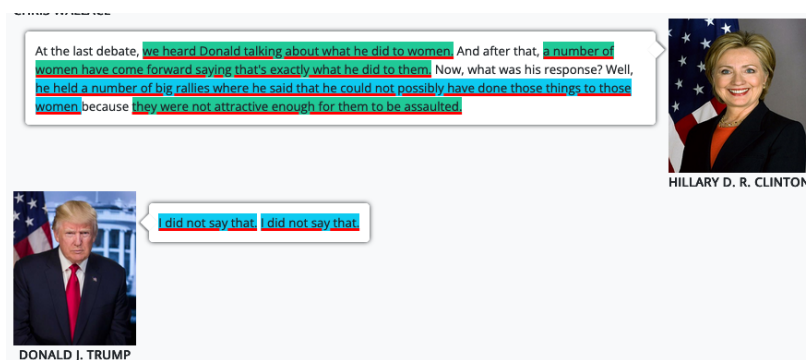 CHRIS WALLACE
At the last debate, we heard Donald talking about what he did to women. And after that, a number of
women have come forward saying that's exactly what he did to them. Now, what was his response? Well,
he held a number of big rallies where he said that he could not possibly have done those things to those
women because they were not attractive enough for them to be assaulted.
HILLARY D. R. CLINTON
I did not say that. I did not say that.
DONALD J. TRUMP